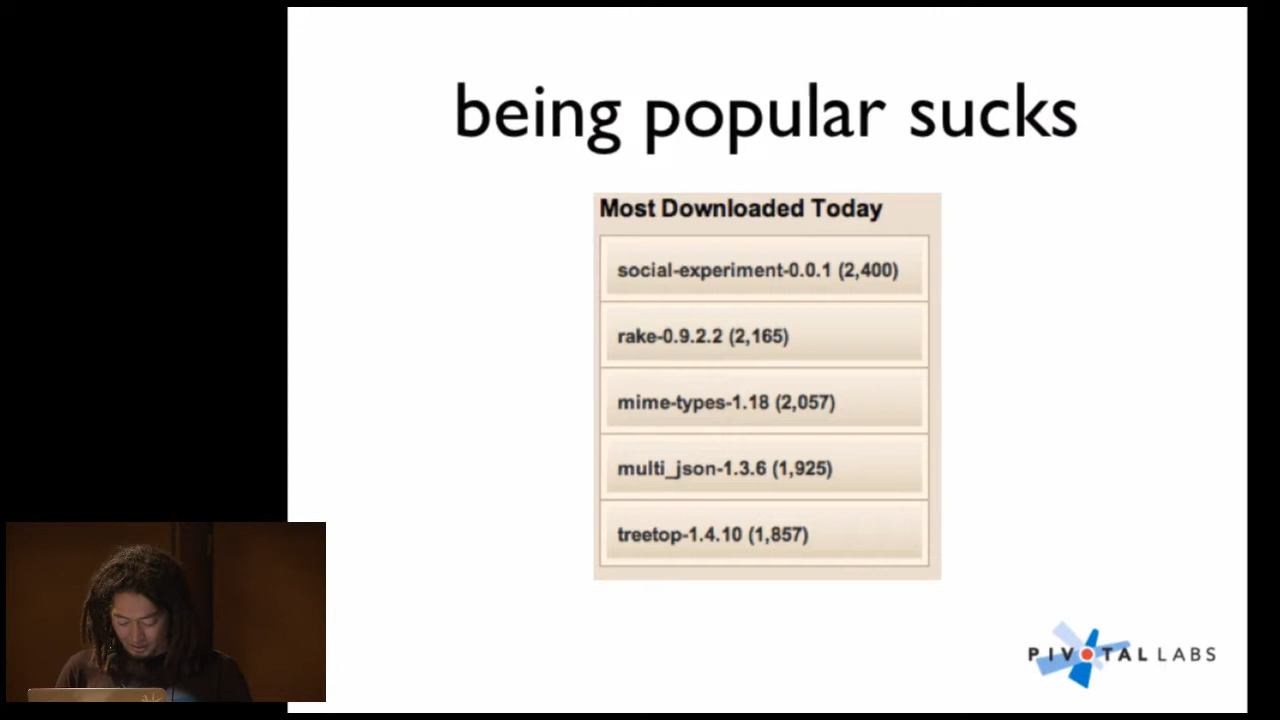 being popular sucks
Most Downloaded Today
social-experiment-0.0.1 (2,400)
rake-0.9.2.2 (2,165)
mime-types-1.18 (2,057)
multi_json-1.3.6 (1,925)
treetop-1.4.10 (1,857)
PIVOTAL LABS